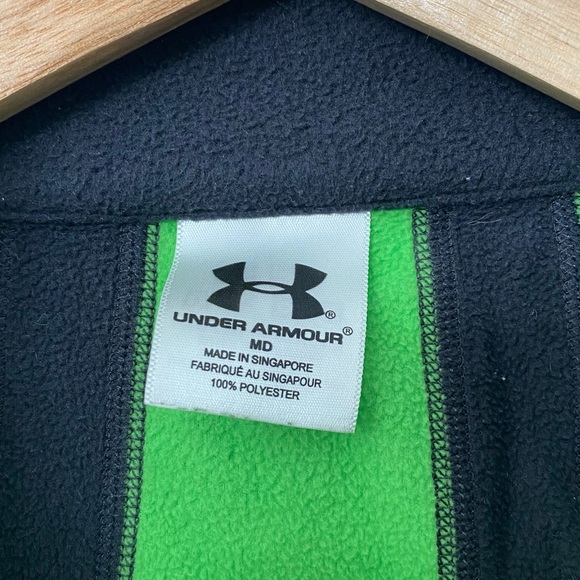 ®
UNDER ARMOUR®
MD
MADE IN SINGAPORE
FABRIQUÉ AU SINGAPOUR
100% POLYESTER